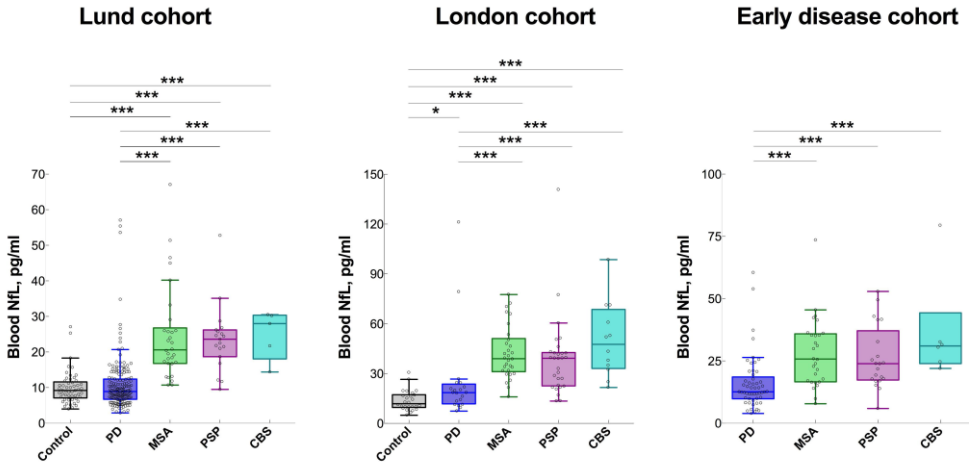 Lund cohort
London cohort
Early disease cohort
***
***
***
***
***
***
***
***
***
*
***
***
***
***
***
***
Blood NfL, pg/ml
70
60
50
40
30
20
10
0
Control
PD
MSA
PSP
CBS
Blood NfL, pg/ml
150
120
90
60
30
0
Control
PD
MSA
PSP
CBS
Blood NfL, pg/ml
100
75
50
25
0
PD
MSA
PSP
CBS